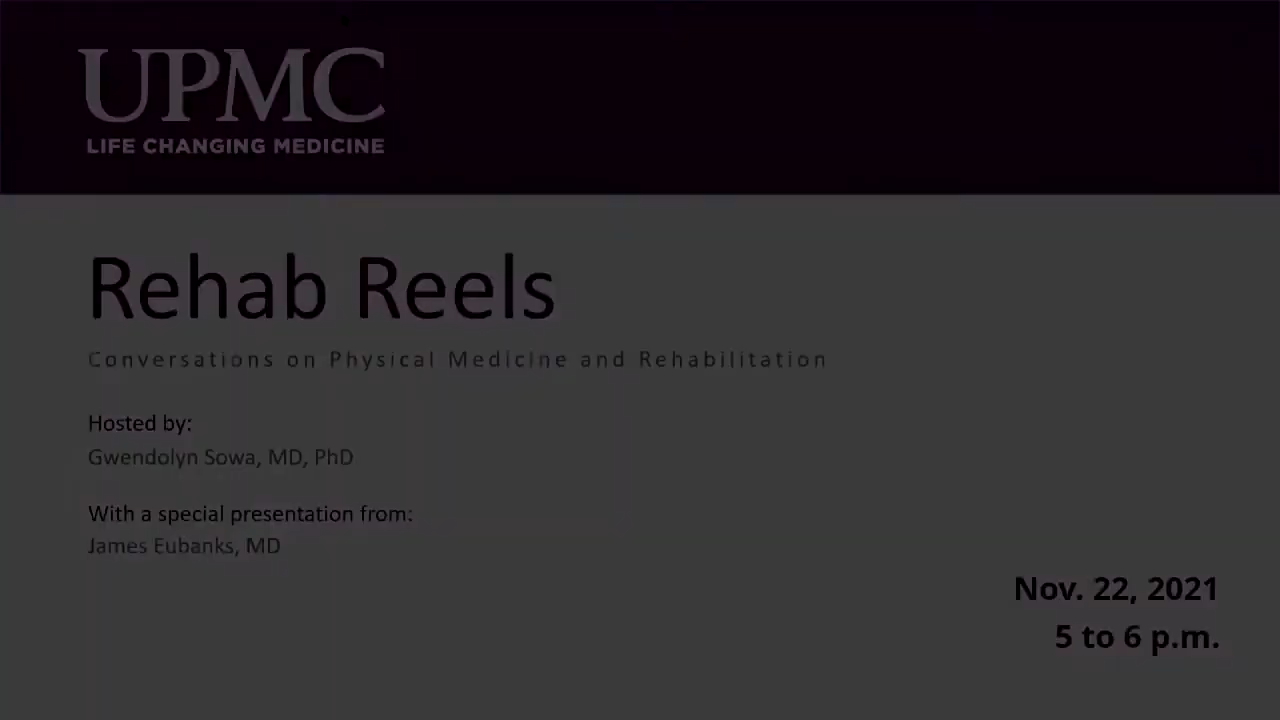 UPMC
LIFE CHANGING MEDICINE
Rehab Reels
Conversations on Physical Medicine and Rehabilitation
Hosted by:
Gwendolyn Sowa, MD, PhD
With a special presentation from:
James Eubanks, MD
Nov. 22, 2021
5 to 6 p.m.